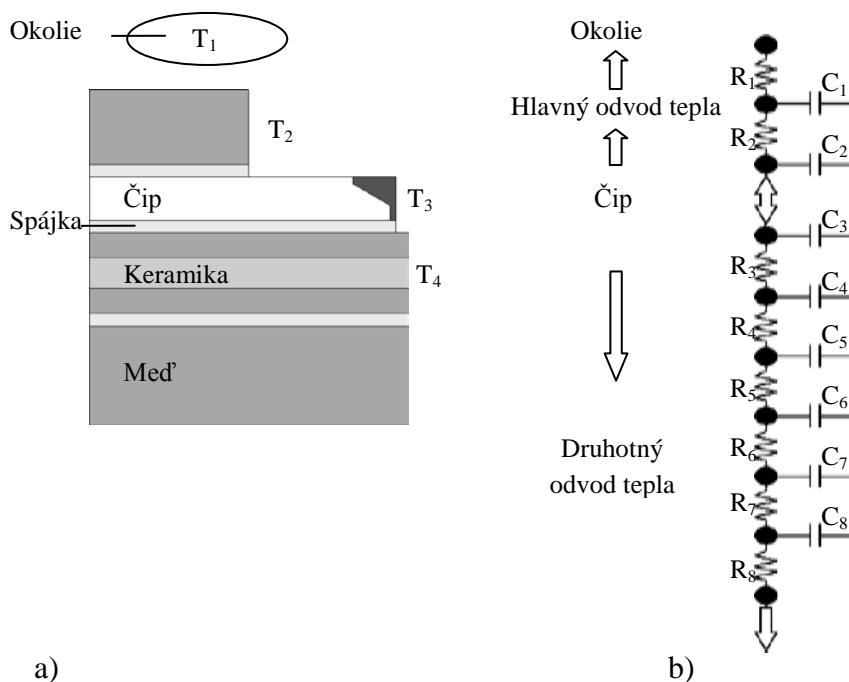 Okolie
T₁
T₂
Čip
T₃
Spájka
Keramika
T₄
Meď
a)
Okolie
Hlavný odvod tepla
Čip
Druhotný
odvod tepla
R₁
C₁
R₂
C₂
C₃
R₃
C₄
R₄
C₅
R₅
C₆
R₆
C₇
R₇
C₈
R₈
b)